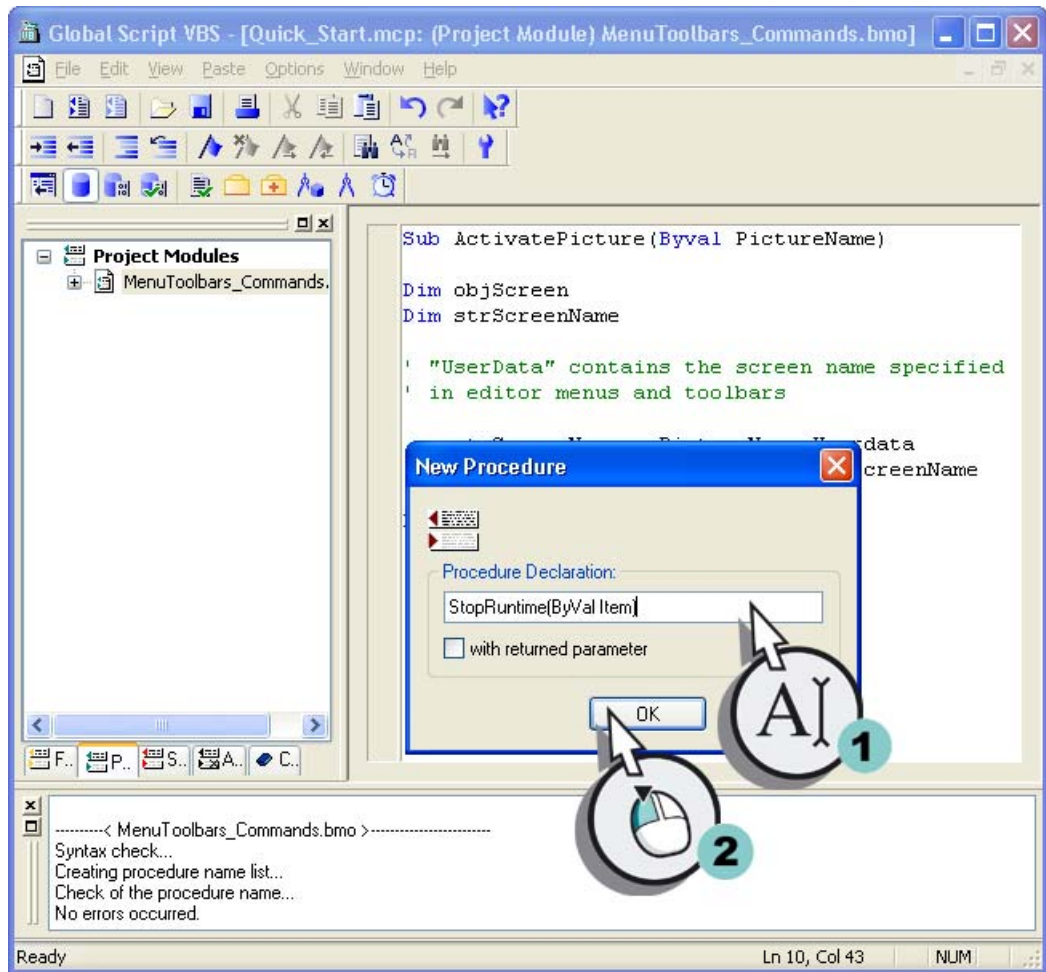 Global Script VBS - [Quick_Start.mcp: (Project Module) MenuToolbars_Commands.bmo]
File Edit View Paste Options Window Help
Project Modules
MenuToolbars_Commands.
Sub ActivatePicture(Byval PictureName)
Dim objScreen
Dim strScreenName
' "UserData" contains the screen name specified
' in editor menus and toolbars
data
creenName
New Procedure
Procedure Declaration:
StopRuntime(ByVal Item)
with returned parameter
OK
A
1
2
F.. P.. S.. A.. C..
----------< MenuToolbars_Commands.bmo >------------------------
Syntax check...
Creating procedure name list...
Check of the procedure name...
No errors occurred.
Ready
Ln 10, Col 43
NUM